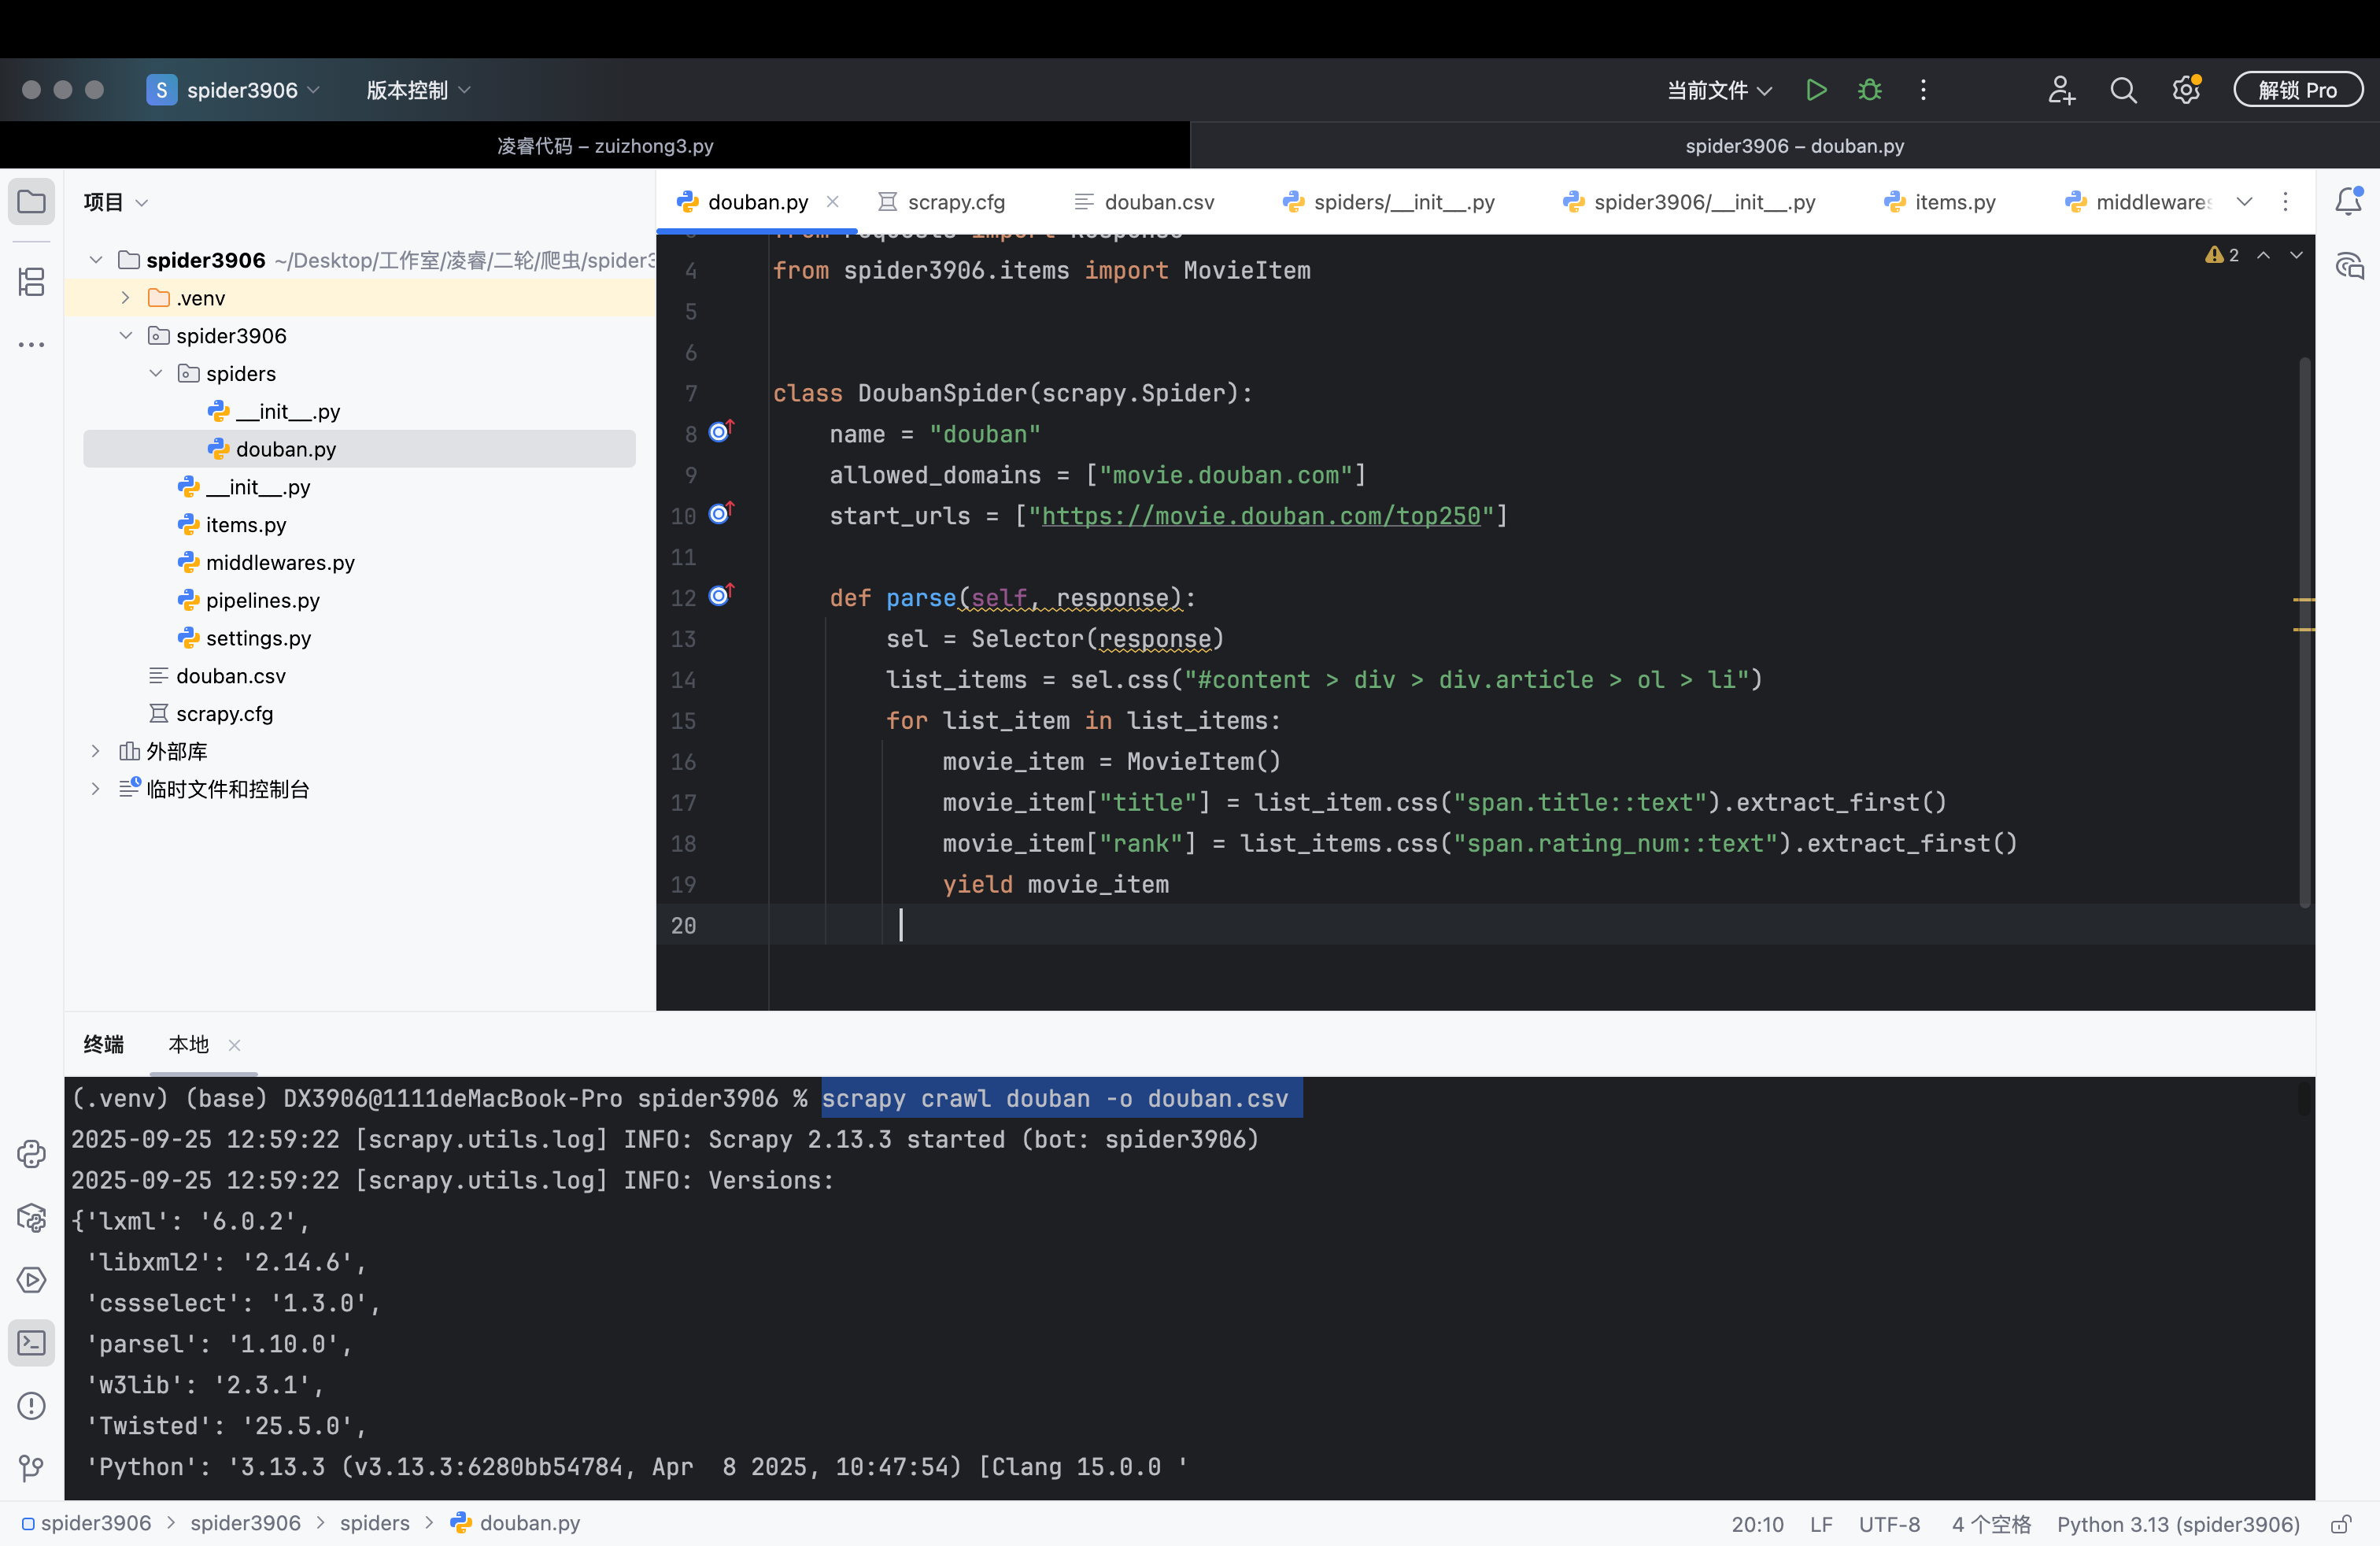 S spider3906 版本控制 当前文件 解锁 Pro
凌睿代码 – zuizhong3.py spider3906 – douban.py
项目 douban.py scrapy.cfg douban.csv spiders/__init__.py spider3906/__init__.py items.py middlewares
spider3906 ~/Desktop/工作室/凌睿/二轮/爬虫/spider3
.venv
spider3906
spiders
__init__.py
douban.py
__init__.py
items.py
middlewares.py
pipelines.py
settings.py
douban.csv
scrapy.cfg
外部库
临时文件和控制台
2
3 from requests import Response
4 from spider3906.items import MovieItem
5
6
7 class DoubanSpider(scrapy.Spider):
8 name = "douban"
9 allowed_domains = ["movie.douban.com"]
10 start_urls = ["https://movie.douban.com/top250"]
11
12 def parse(self, response):
13 sel = Selector(response)
14 list_items = sel.css("#content > div > div.article > ol > li")
15 for list_item in list_items:
16 movie_item = MovieItem()
17 movie_item["title"] = list_item.css("span.title::text").extract_first()
18 movie_item["rank"] = list_items.css("span.rating_num::text").extract_first()
19 yield movie_item
20
终端 本地
(.venv) (base) DX3906@1111deMacBook-Pro spider3906 % scrapy crawl douban -o douban.csv
2025-09-25 12:59:22 [scrapy.utils.log] INFO: Scrapy 2.13.3 started (bot: spider3906)
2025-09-25 12:59:22 [scrapy.utils.log] INFO: Versions:
{'lxml': '6.0.2',
'libxml2': '2.14.6',
'cssselect': '1.3.0',
'parsel': '1.10.0',
'w3lib': '2.3.1',
'Twisted': '25.5.0',
'Python': '3.13.3 (v3.13.3:6280bb54784, Apr  8 2025, 10:47:54) [Clang 15.0.0 '
spider3906 > spider3906 > spiders > douban.py 20:10 LF UTF-8 4 个空格 Python 3.13 (spider3906)